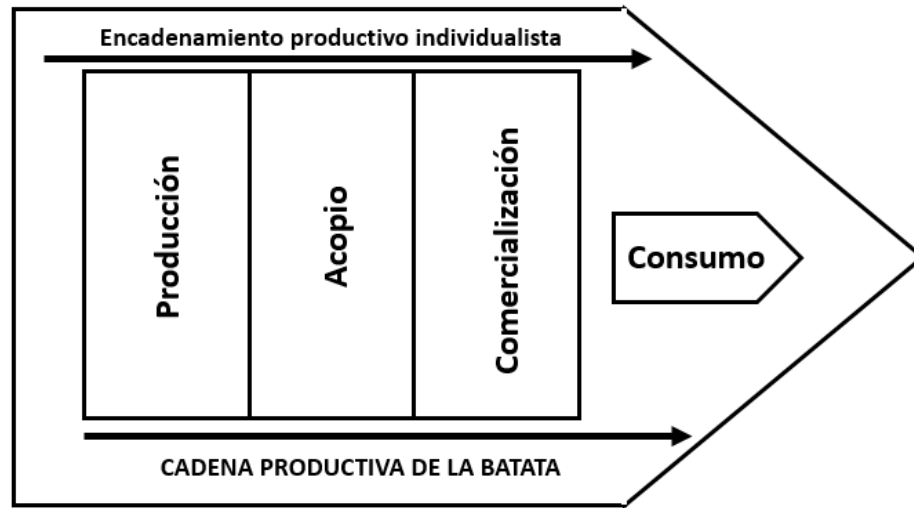 Encadenamiento productivo individualista
Producción
Acopio
Comercialización
Consumo
CADENA PRODUCTIVA DE LA BATATA